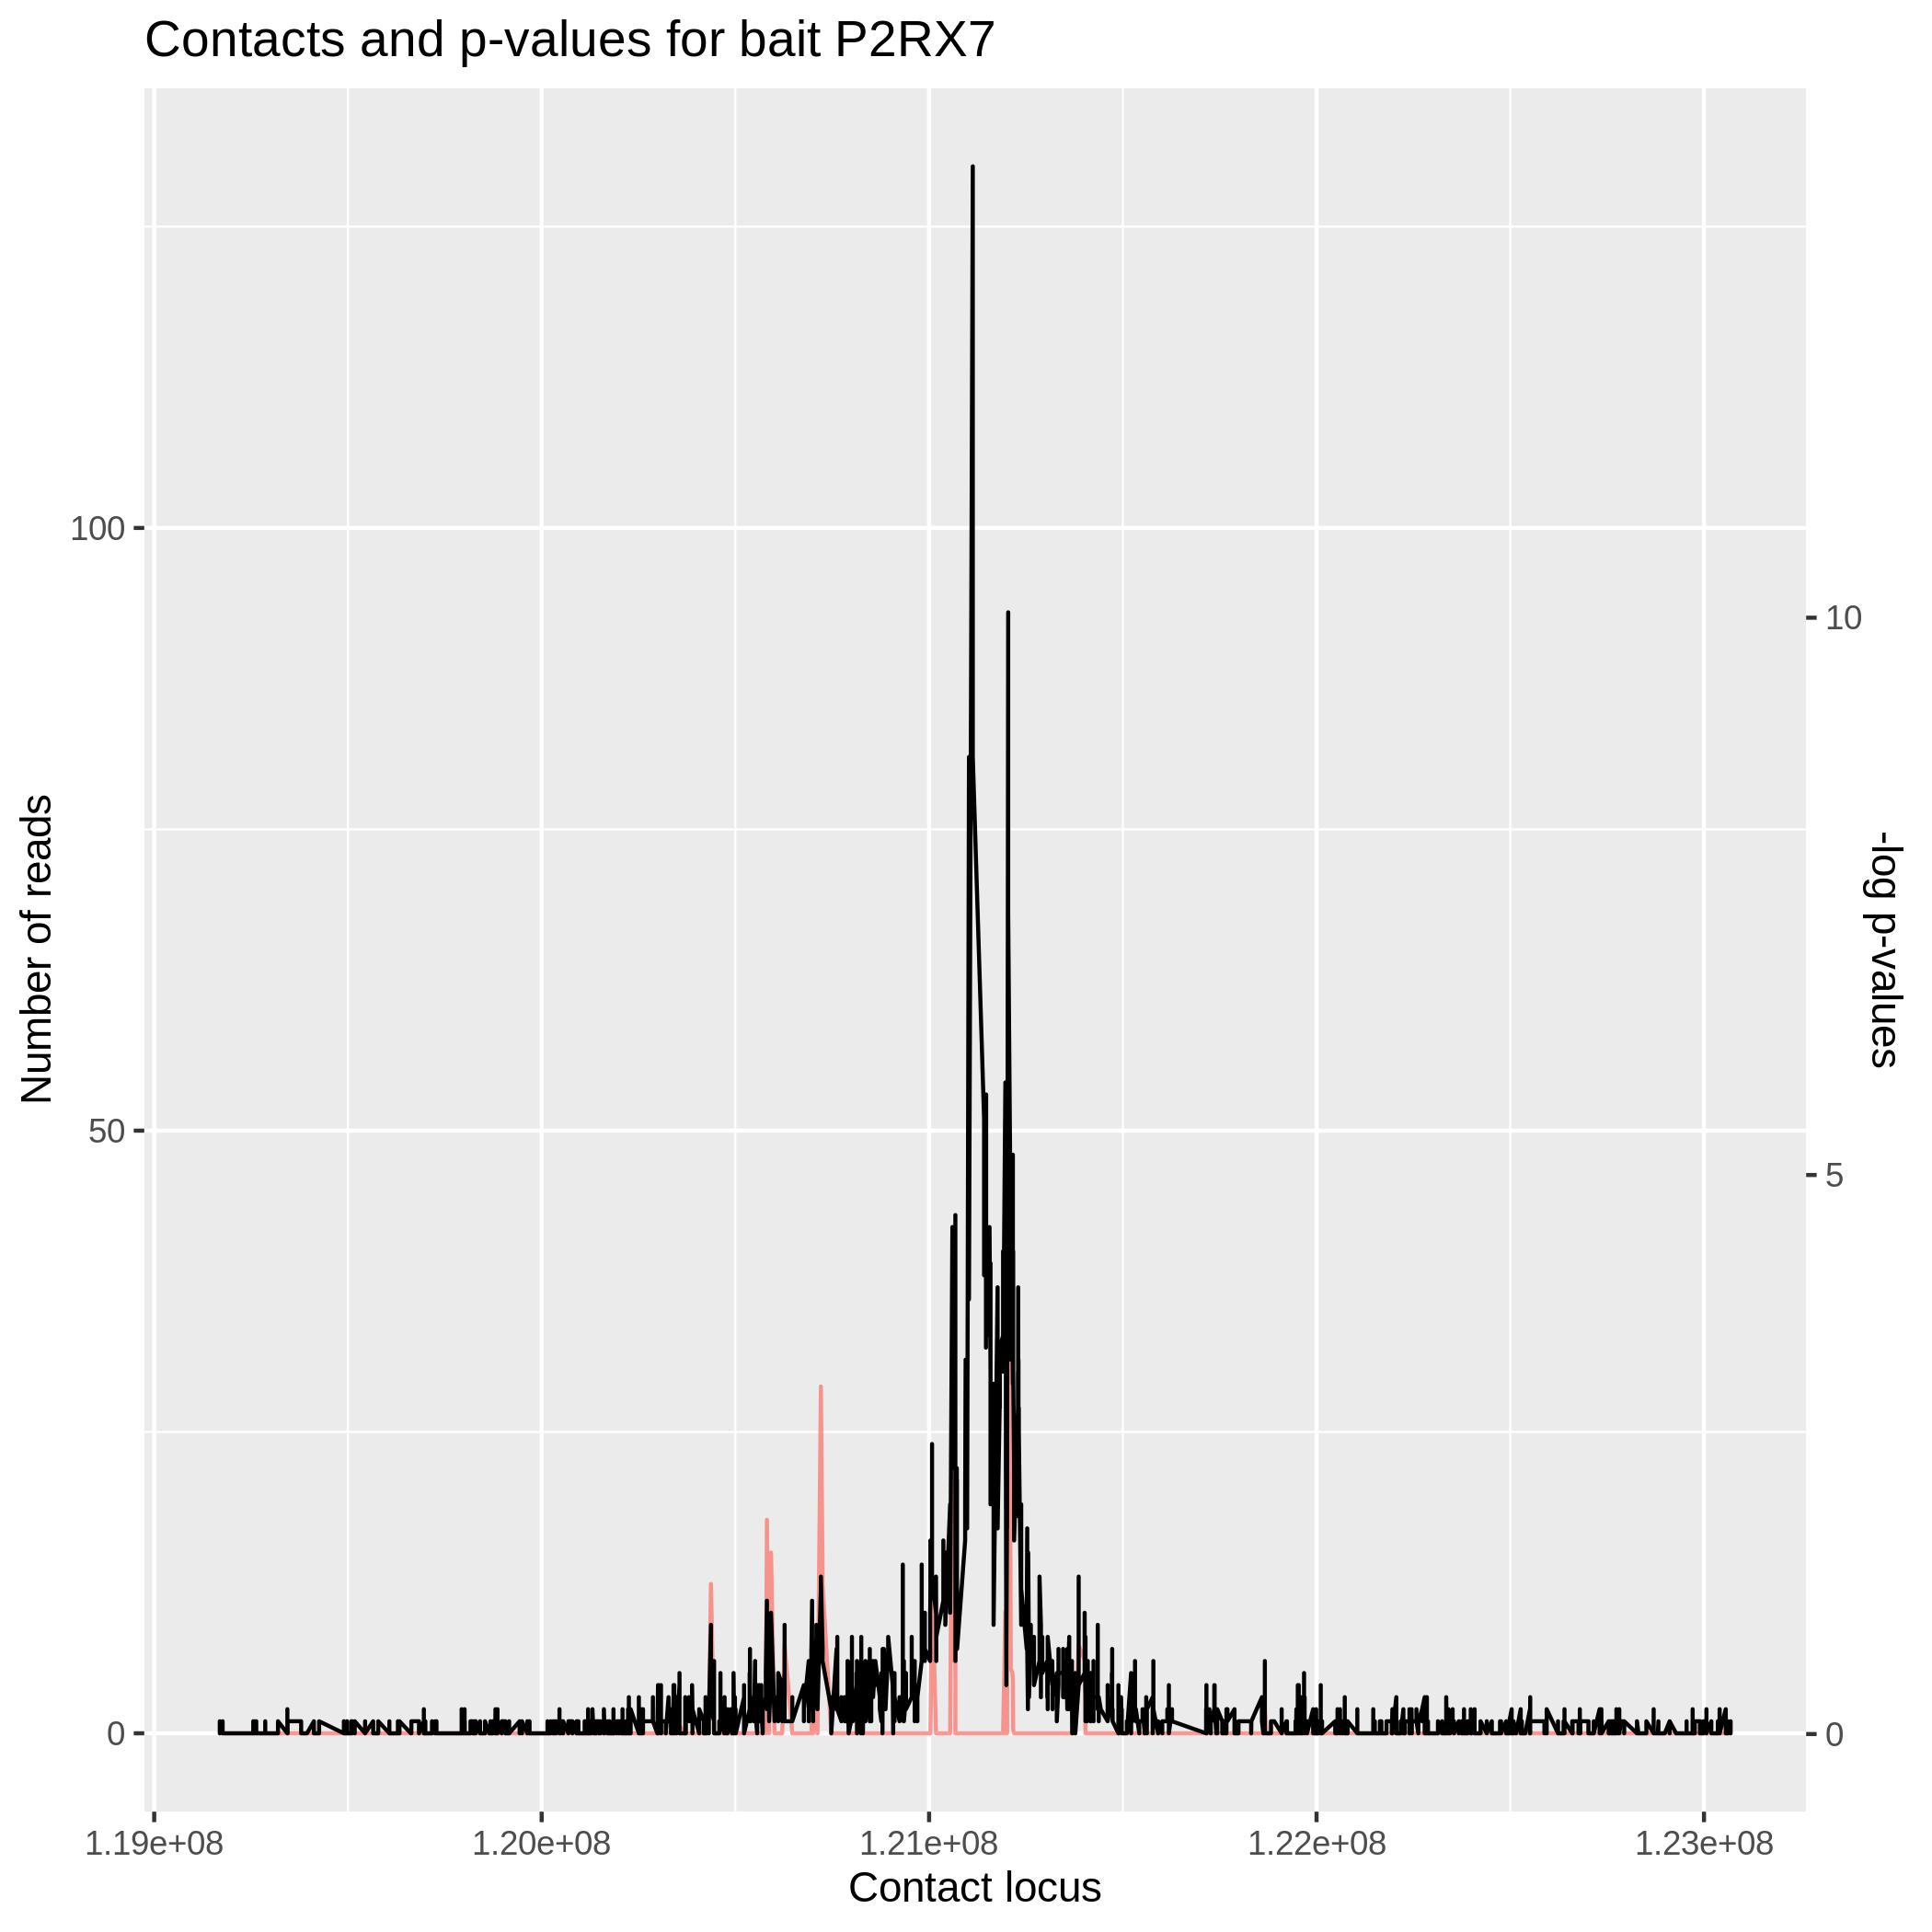 Contacts and p-values for bait P2RX7
100
50
0
Number of reads
10
5
0
-log p-values
1.19e+08 1.20e+08 1.21e+08 1.22e+08 1.23e+08
Contact locus